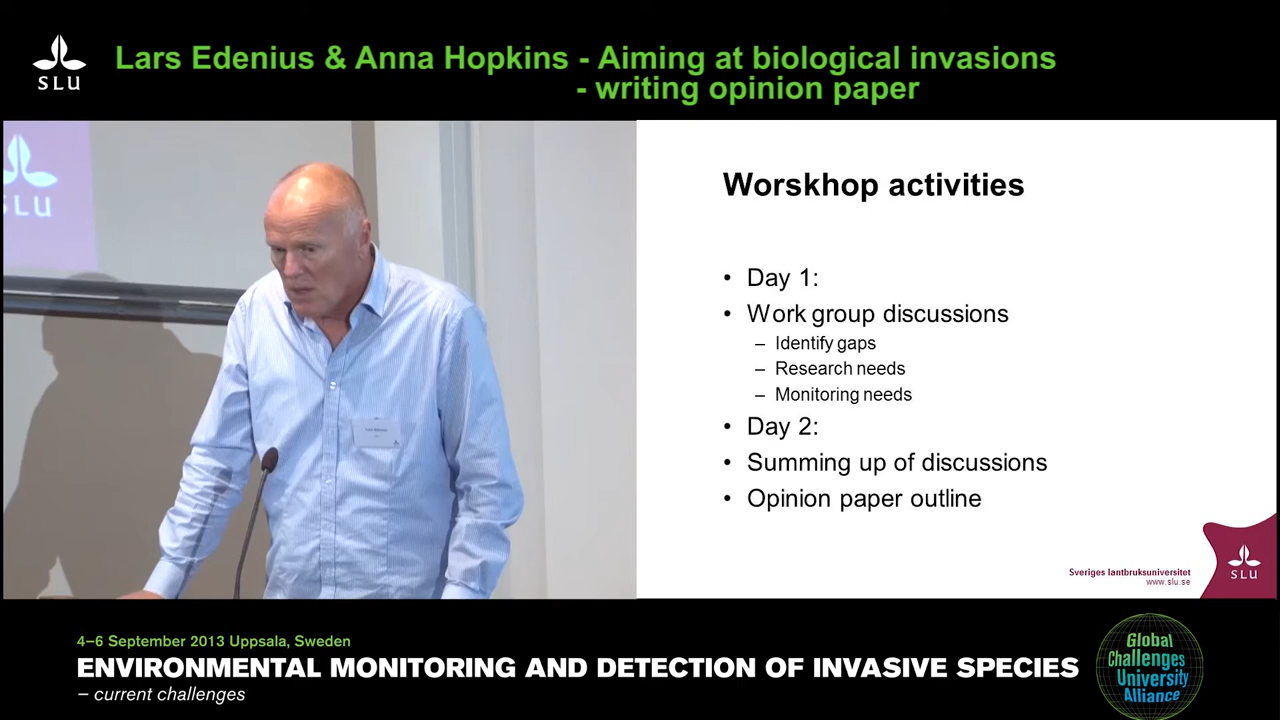 SLU
Lars Edenius & Anna Hopkins - Aiming at biological invasions
- writing opinion paper
SLU
Worskhop activities
• Day 1:
• Work group discussions
– Identify gaps
– Research needs
– Monitoring needs
• Day 2:
• Summing up of discussions
• Opinion paper outline
Sveriges lantbruksuniversitet
www.slu.se
SLU
4–6 September 2013 Uppsala, Sweden
ENVIRONMENTAL MONITORING AND DETECTION OF INVASIVE SPECIES
– current challenges
Global
Challenges
University
Alliance